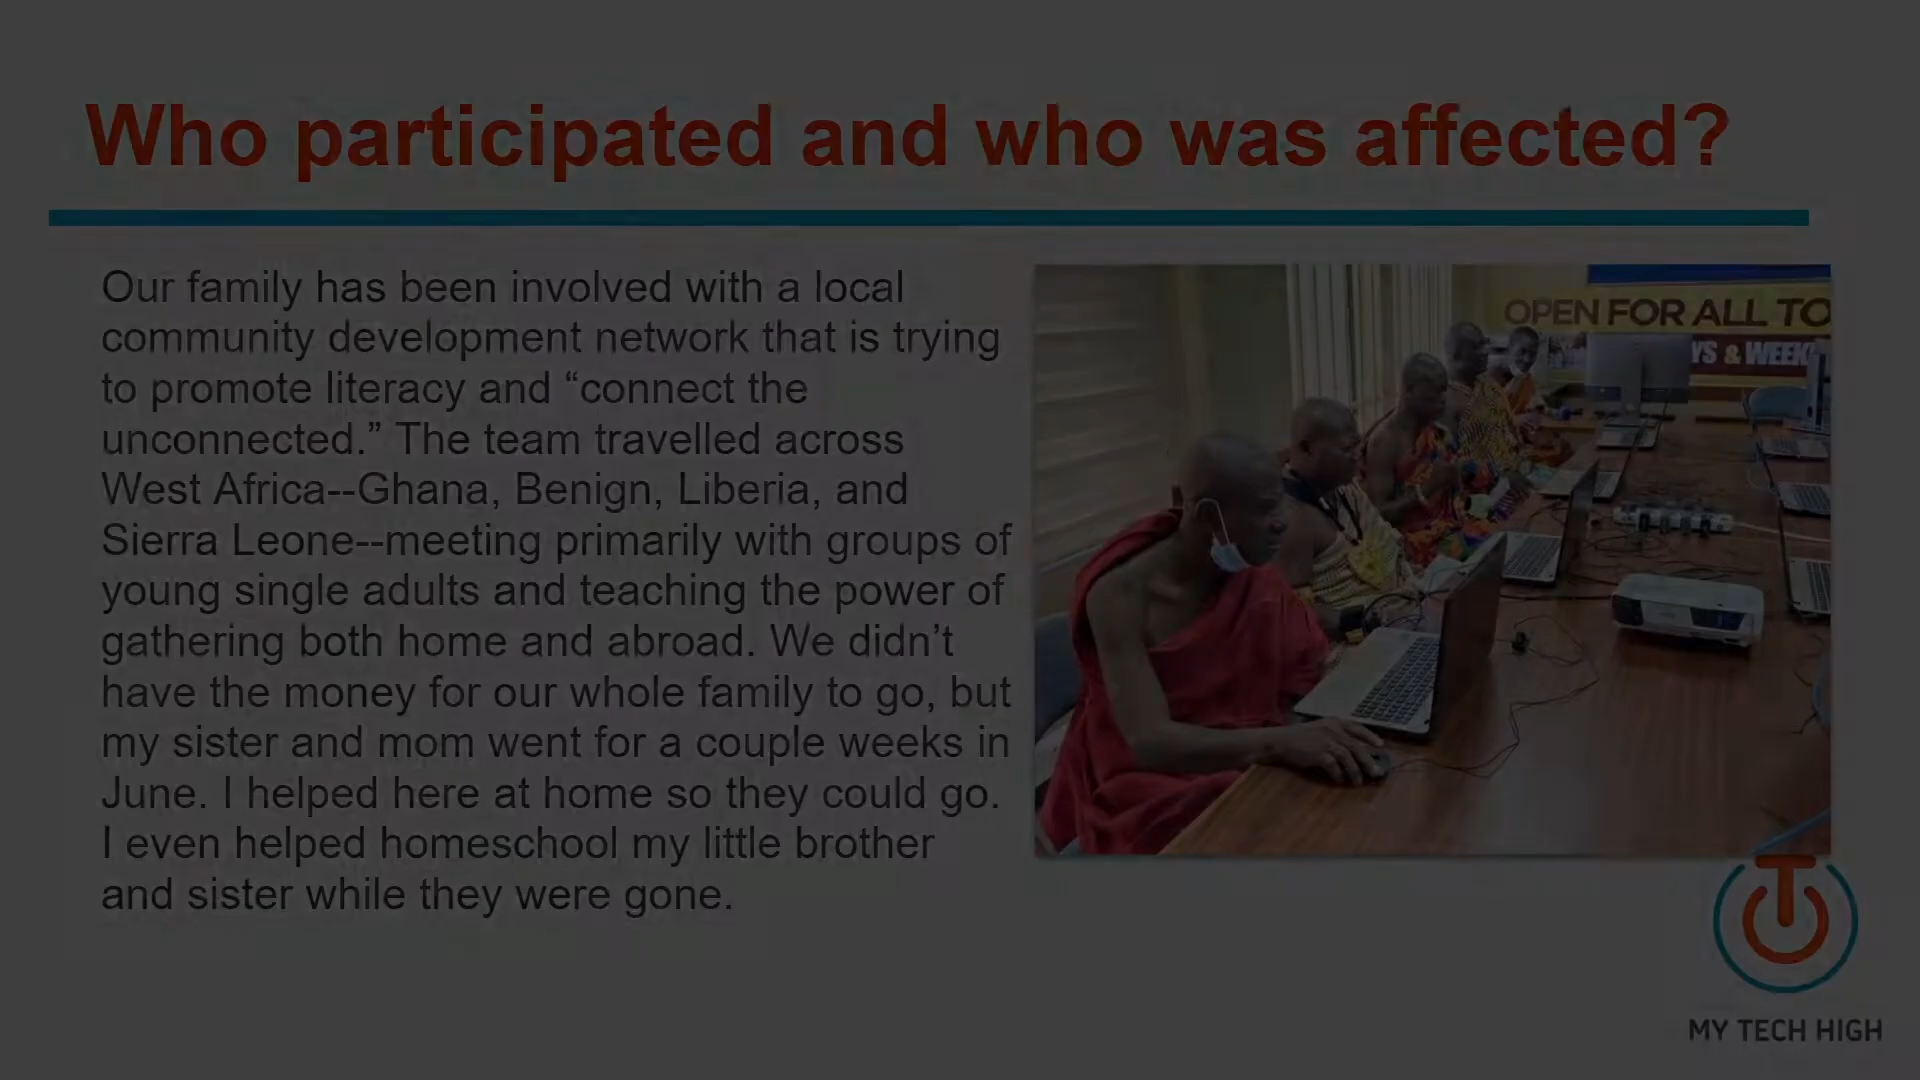 Who participated and who was affected?
Our family has been involved with a local
community development network that is trying
to promote literacy and “connect the
unconnected.” The team travelled across
West Africa--Ghana, Benign, Liberia, and
Sierra Leone--meeting primarily with groups of
young single adults and teaching the power of
gathering both home and abroad. We didn’t
have the money for our whole family to go, but
my sister and mom went for a couple weeks in
June. I helped here at home so they could go.
I even helped homeschool my little brother
and sister while they were gone.
OPEN FOR ALL TO
YS & WEEK
MY TECH HIGH